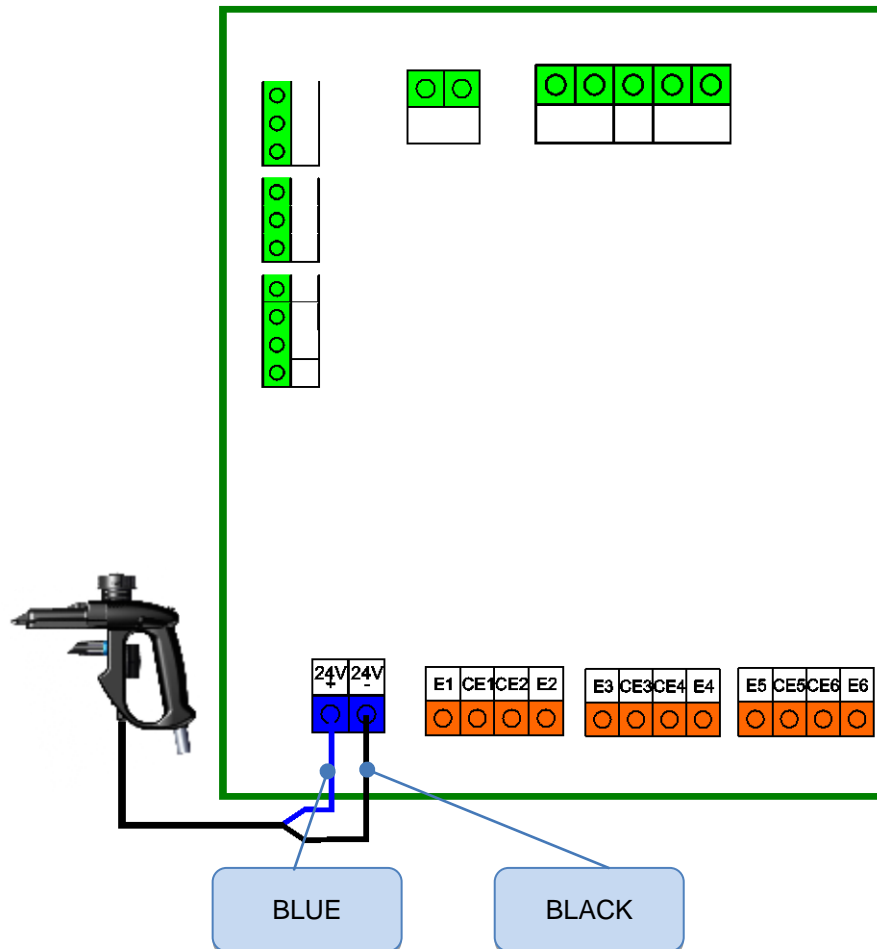 24V + 24V -
E1 CE1 CE2 E2
E3 CE3 CE4 E4
E5 CE5 CE6 E6
BLUE
BLACK